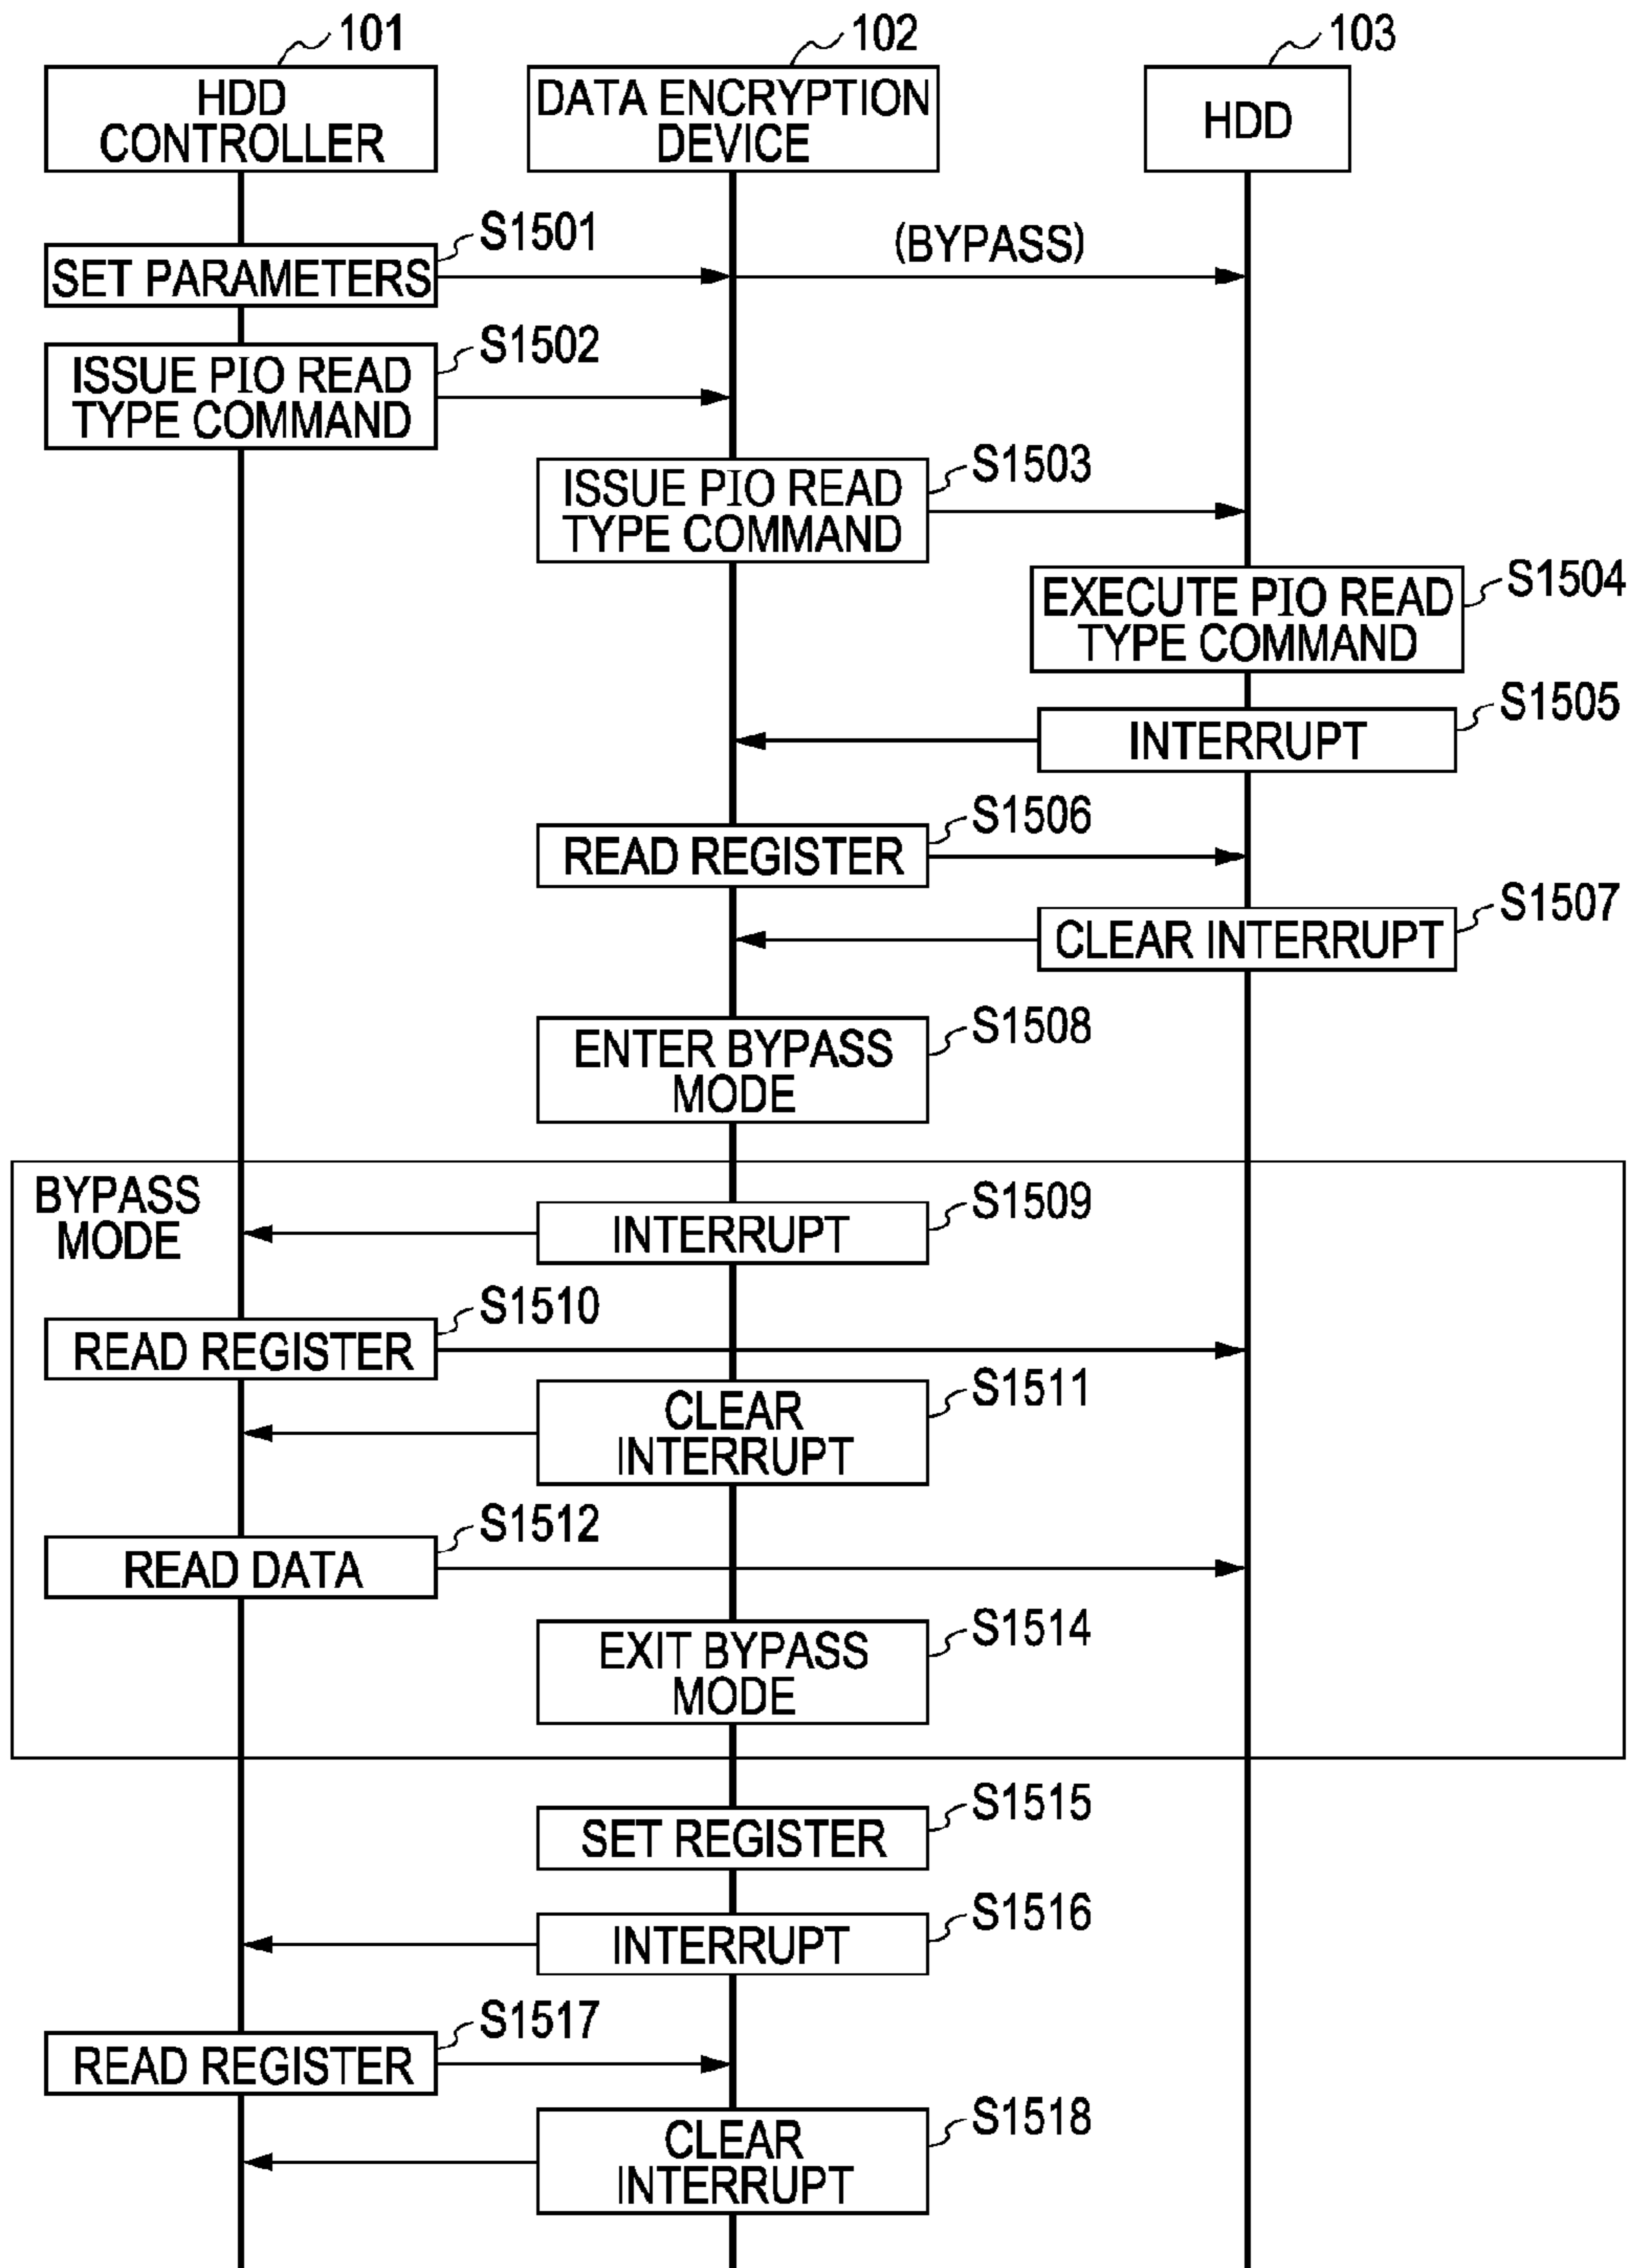 101
102
103
HDD
CONTROLLER
DATA ENCRYPTION
DEVICE
HDD
S1501
(BYPASS)
SET PARAMETERS
S1502
ISSUE PIO READ
TYPE COMMAND
S1503
ISSUE PIO READ
TYPE COMMAND
S1504
EXECUTE PIO READ
TYPE COMMAND
S1505
INTERRUPT
S1506
READ REGISTER
S1507
CLEAR INTERRUPT
S1508
ENTER BYPASS
MODE
BYPASS
MODE
S1509
INTERRUPT
S1510
READ REGISTER
S1511
CLEAR
INTERRUPT
S1512
READ DATA
S1514
EXIT BYPASS
MODE
S1515
SET REGISTER
S1516
INTERRUPT
S1517
READ REGISTER
S1518
CLEAR
INTERRUPT